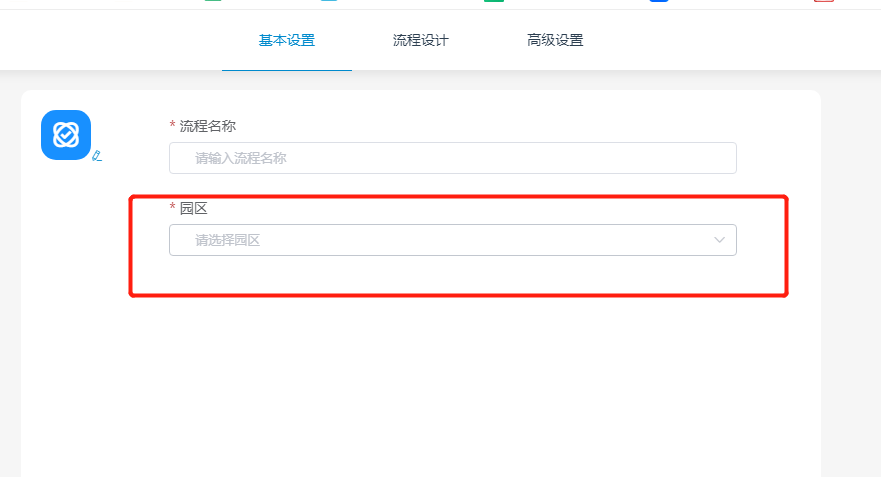 基本设置 流程设计 高级设置
* 流程名称
请输入流程名称
* 园区
请选择园区